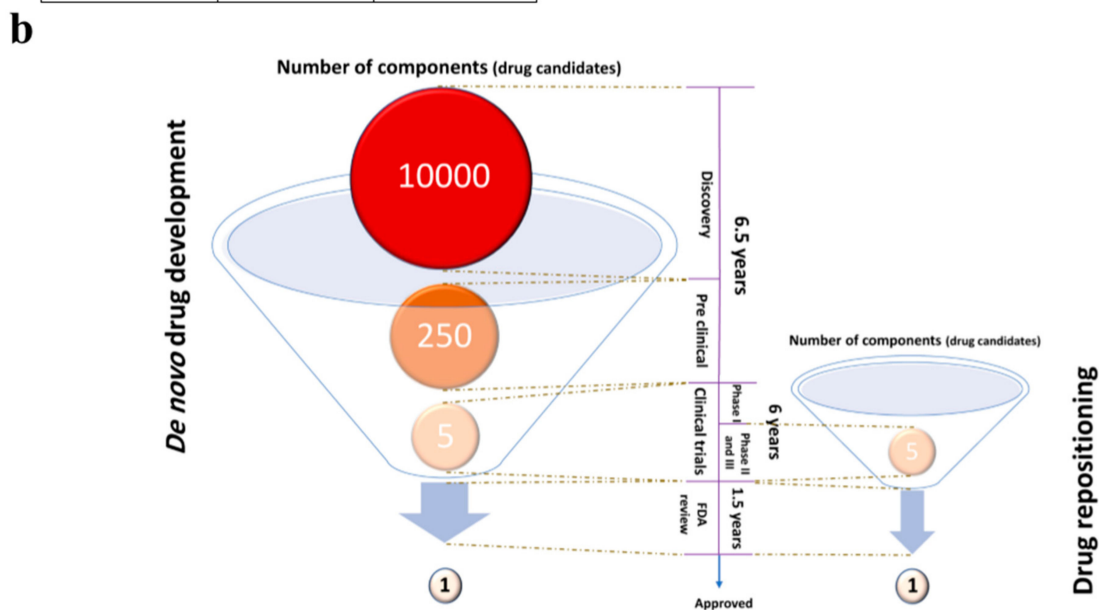 b
Number of components (drug candidates)
De novo drug development
10000
250
5
1
Discovery
Pre clinical
Clinical trials
FDA
review
6.5 years
Phase I
Phase II
and III
6 years
1.5 years
Approved
Number of components (drug candidates)
5
1
Drug repositioning